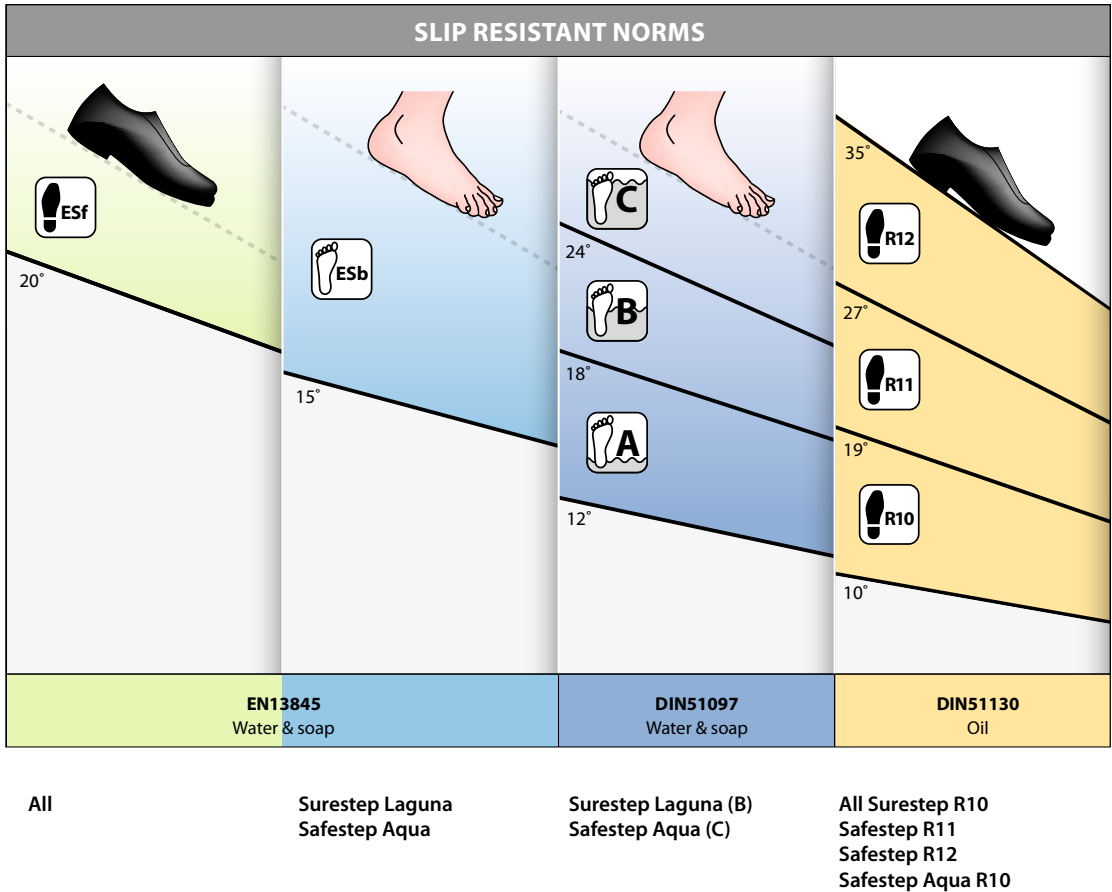 SLIP RESISTANT NORMS
ESf
20˚
ESb
15˚
C
24˚
B
18˚
A
12˚
35˚
R12
27˚
R11
19˚
R10
10˚
EN13845
Water & soap
DIN51097
Water & soap
DIN51130
Oil
All
Surestep Laguna
Safestep Aqua
Surestep Laguna (B)
Safestep Aqua (C)
All Surestep R10
Safestep R11
Safestep R12
Safestep Aqua R10